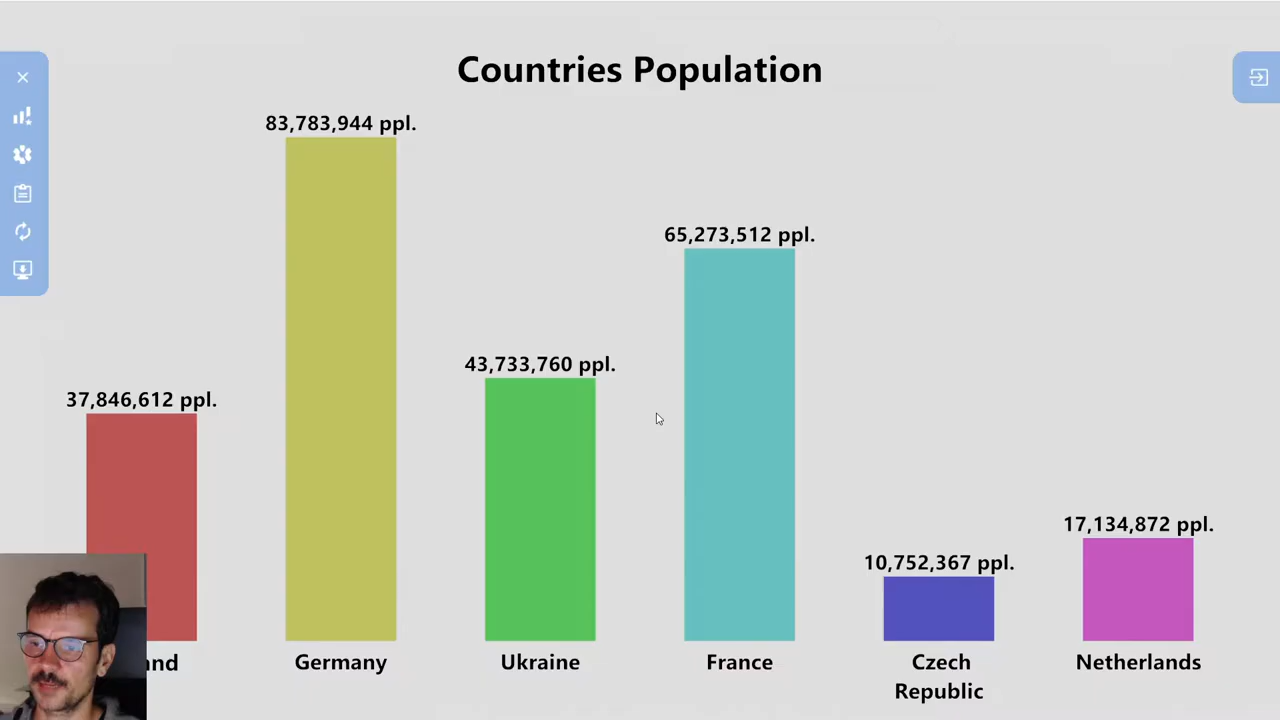 Countries Population
83,783,944 ppl.
65,273,512 ppl.
43,733,760 ppl.
37,846,612 ppl.
17,134,872 ppl.
10,752,367 ppl.
Germany
Ukraine
France
Czech
Republic
Netherlands